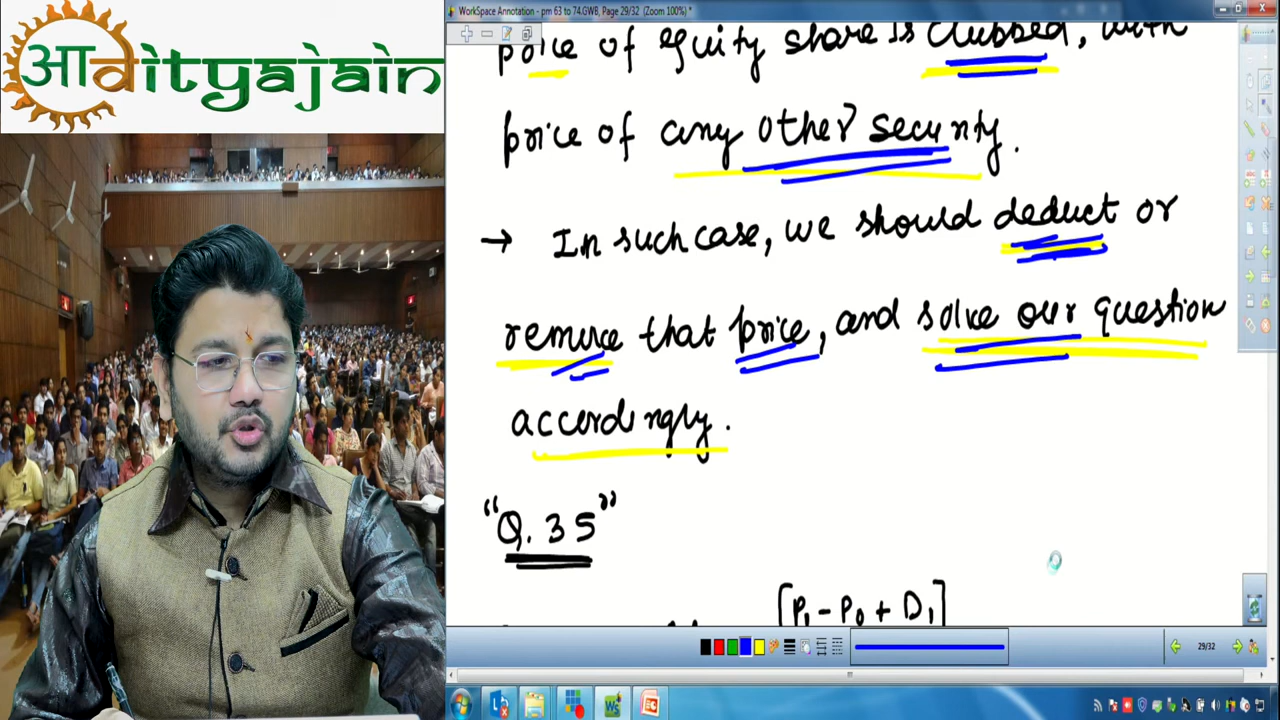 आdityajain
WorkSpace Annotation - pm 63 to 74.GWB, Page 29/32 (Zoom 100%) *
price of equity share is clubbed, with
price of any other security.
→ In such case, we should deduct or
remove that price, and solve our question
accordingly.
"Q. 35"
[P₁ - P₀ + D₁]
29/32